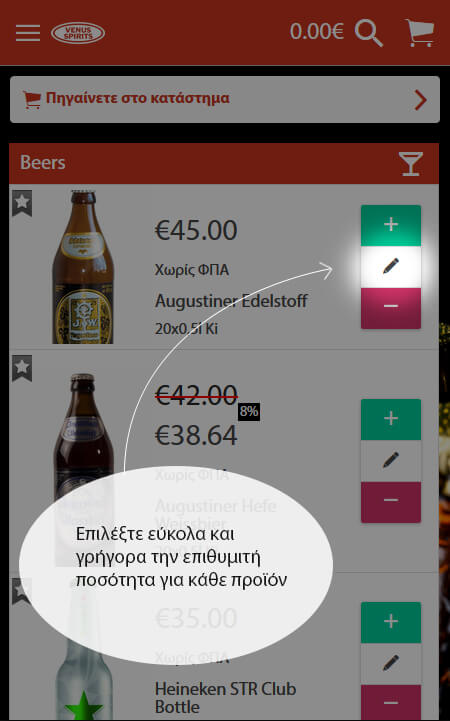 VENUS
SPIRITS
0.00€
Πηγαίνετε στο κατάστημα
Beers
€45.00
Χωρίς ΦΠΑ
Augustiner Edelstoff
20x0.5l Ki
€42.00
8%
€38.64
Χωρίς ΦΠΑ
Augustiner Hefe
Weissbier
Επιλέξτε εύκολα και
γρήγορα την επιθυμιτή
ποσότητα για κάθε προϊόν
€35.00
Χωρίς ΦΠΑ
Heineken STR Club
Bottle